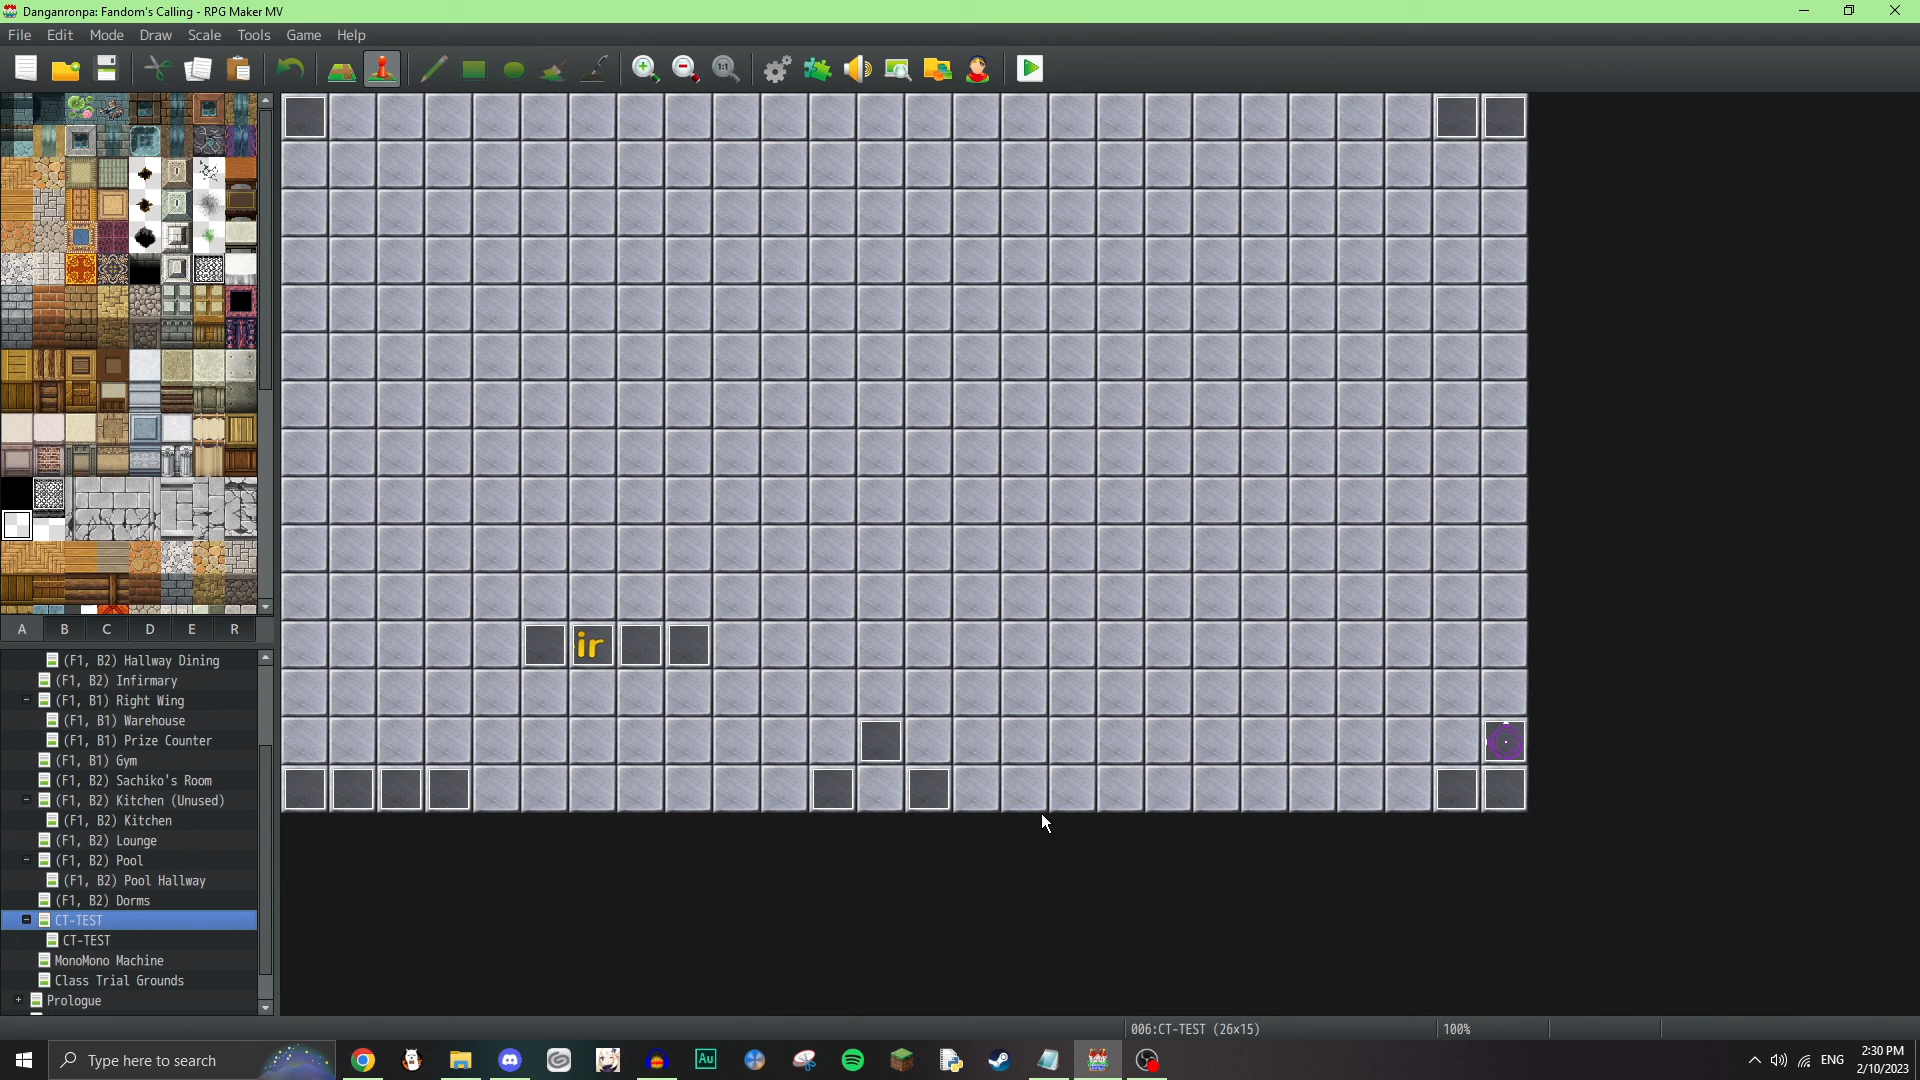 Danganronpa: Fandom's Calling - RPG Maker MV
File Edit Mode Draw Scale Tools Game Help
1:1
ir
A B C D E R
(F1, B2) Hallway Dining
(F1, B2) Infirmary
(F1, B1) Right Wing
(F1, B1) Warehouse
(F1, B1) Prize Counter
(F1, B1) Gym
(F1, B2) Sachiko's Room
(F1, B2) Kitchen (Unused)
(F1, B2) Kitchen
(F1, B2) Lounge
(F1, B2) Pool
(F1, B2) Pool Hallway
(F1, B2) Dorms
CT-TEST
CT-TEST
MonoMono Machine
Class Trial Grounds
Prologue
006:CT-TEST (26x15)
100%
Type here to search
Au
ENG
2:30 PM
2/10/2023